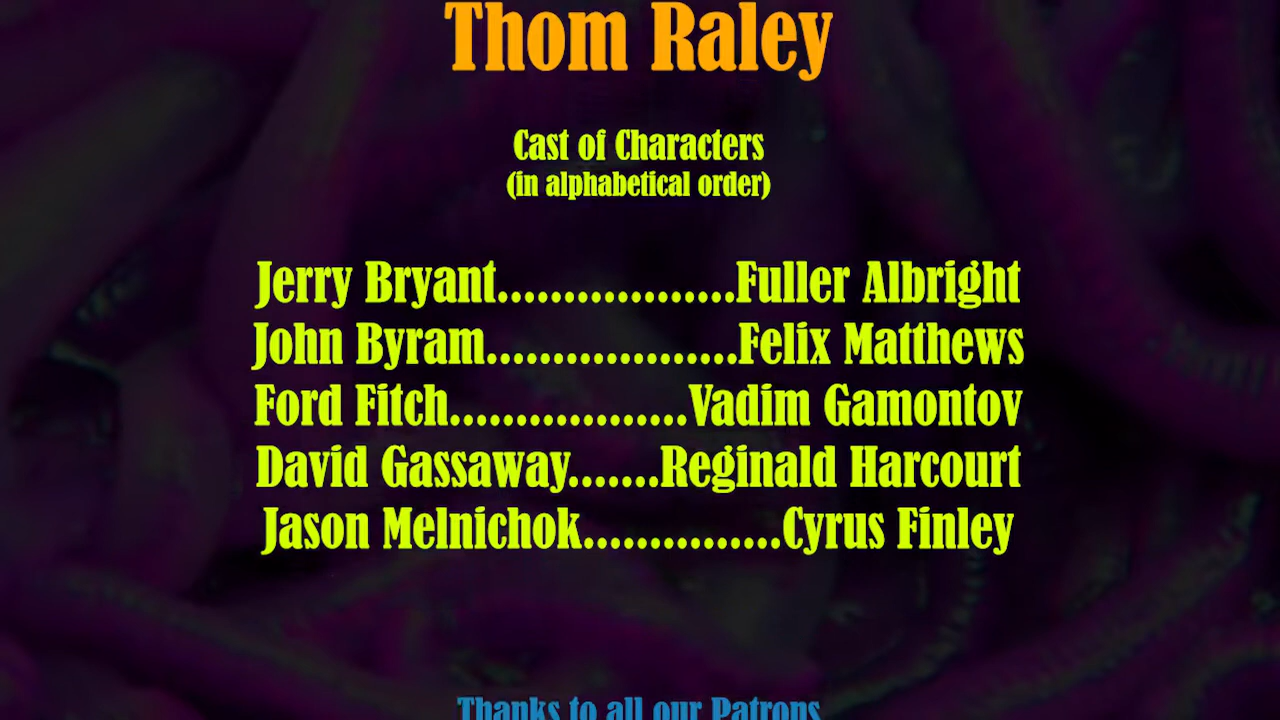 Thom Raley
Cast of Characters
(in alphabetical order)
Jerry Bryant..................Fuller Albright
John Byram...................Felix Matthews
Ford Fitch..................Vadim Gamontov
David Gassaway.......Reginald Harcourt
Jason Melnichok...............Cyrus Finley
Thanks to all our Patrons